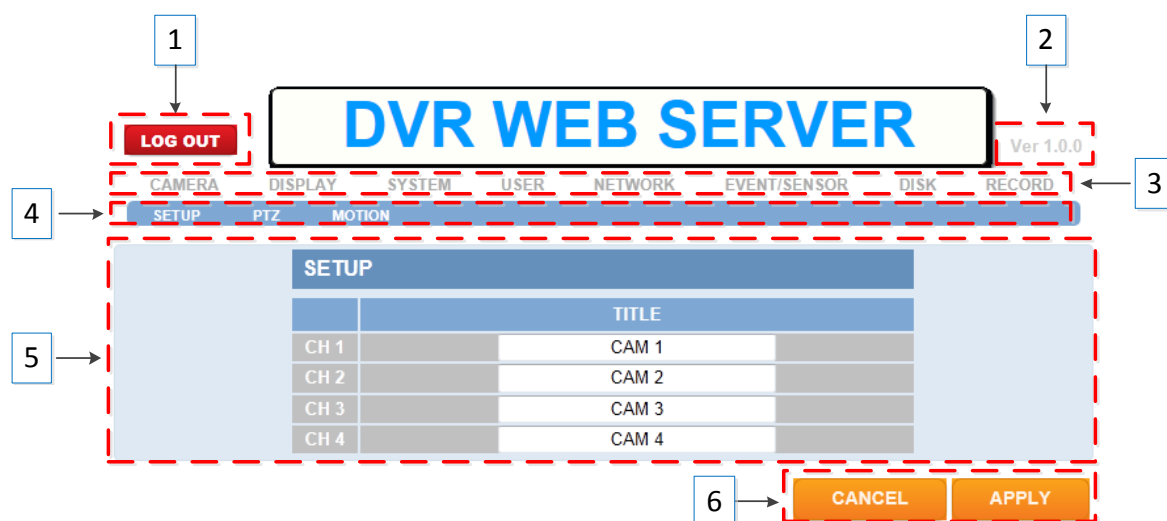 1 2
DVR WEB SERVER
LOG OUT Ver 1.0.0
CAMERA DISPLAY SYSTEM USER NETWORK EVENT/SENSOR DISK RECORD 3
4 SETUP PTZ MOTION
SETUP
TITLE
CH 1 CAM 1
5
CH 2 CAM 2
CH 3 CAM 3
CH 4 CAM 4
6 CANCEL APPLY